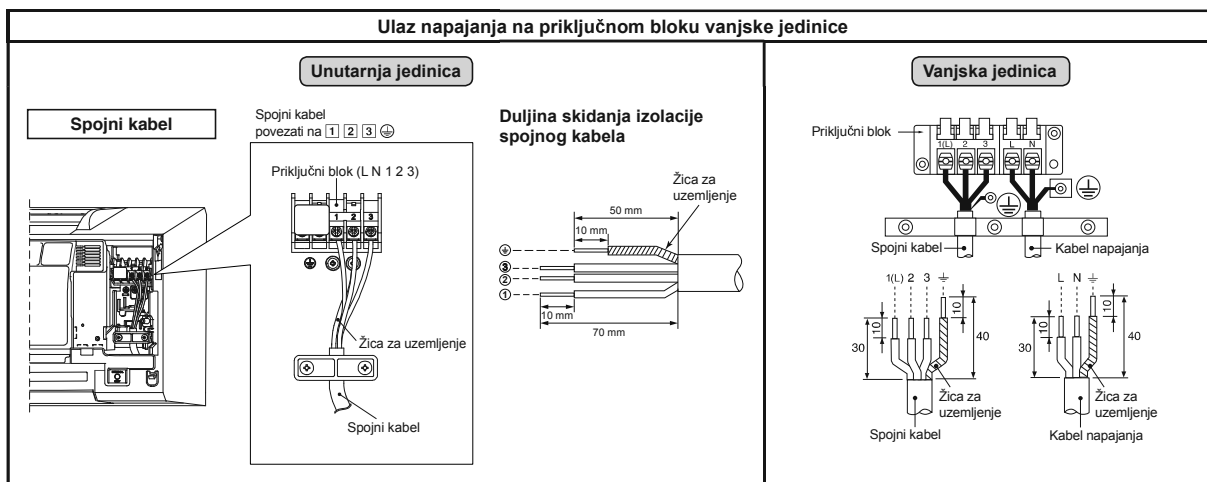 Ulaz napajanja na priključnom bloku vanjske jedinice
Unutarnja jedinica
Spojni kabel
Spojni kabel
povezati na 1 2 3 ⏚
Priključni blok (L N 1 2 3)
1 2 3
Žica za uzemljenje
Spojni kabel
Duljina skidanja izolacije
spojnog kabela
Žica za
uzemljenje
50 mm
10 mm
⏚
③
②
①
10 mm
70 mm
Vanjska jedinica
Priključni blok
1(L) 2 3 L N
Spojni kabel
Kabel napajanja
1(L) 2 3 ⏚
10
10
30
40
Žica za
uzemljenje
Spojni kabel
L N ⏚
10
10
30
40
Žica za
uzemljenje
Kabel napajanja